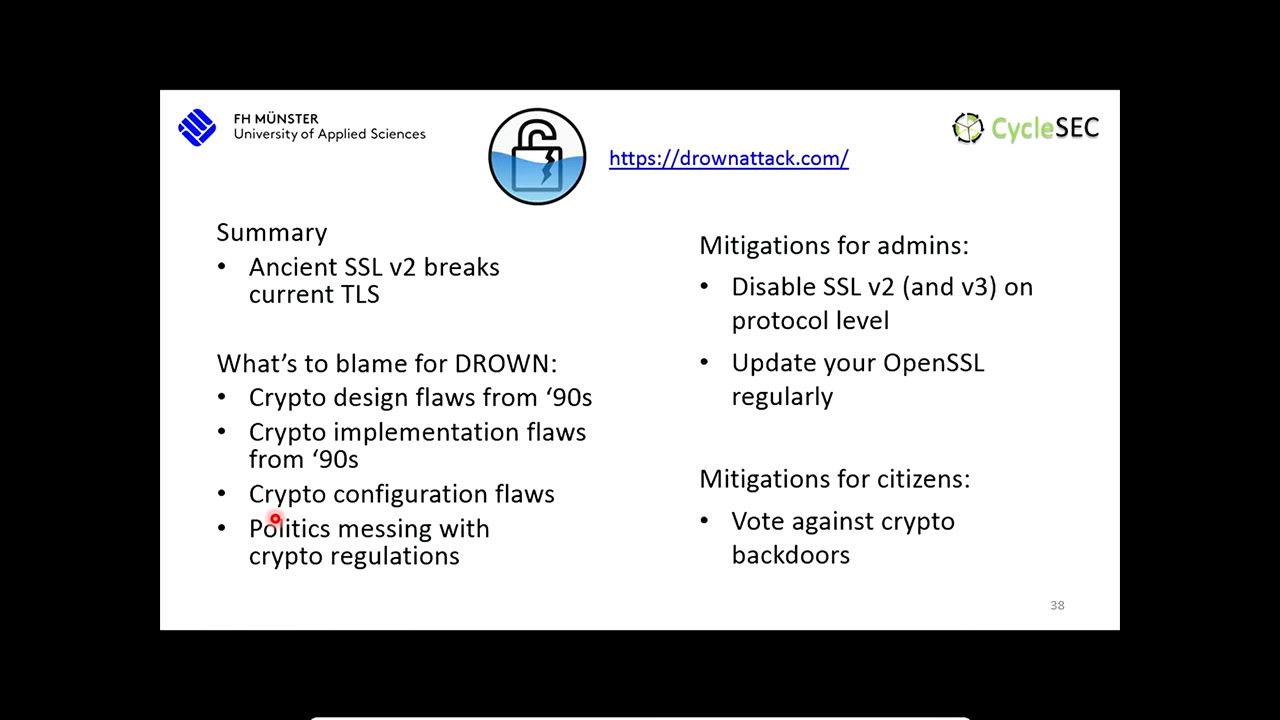 FH MÜNSTER
University of Applied Sciences
CycleSEC
https://drownattack.com/
Summary
• Ancient SSL v2 breaks
current TLS
What’s to blame for DROWN:
• Crypto design flaws from ‘90s
• Crypto implementation flaws
from ‘90s
• Crypto configuration flaws
• Politics messing with
crypto regulations
Mitigations for admins:
• Disable SSL v2 (and v3) on
protocol level
• Update your OpenSSL
regularly
Mitigations for citizens:
• Vote against crypto
backdoors
38